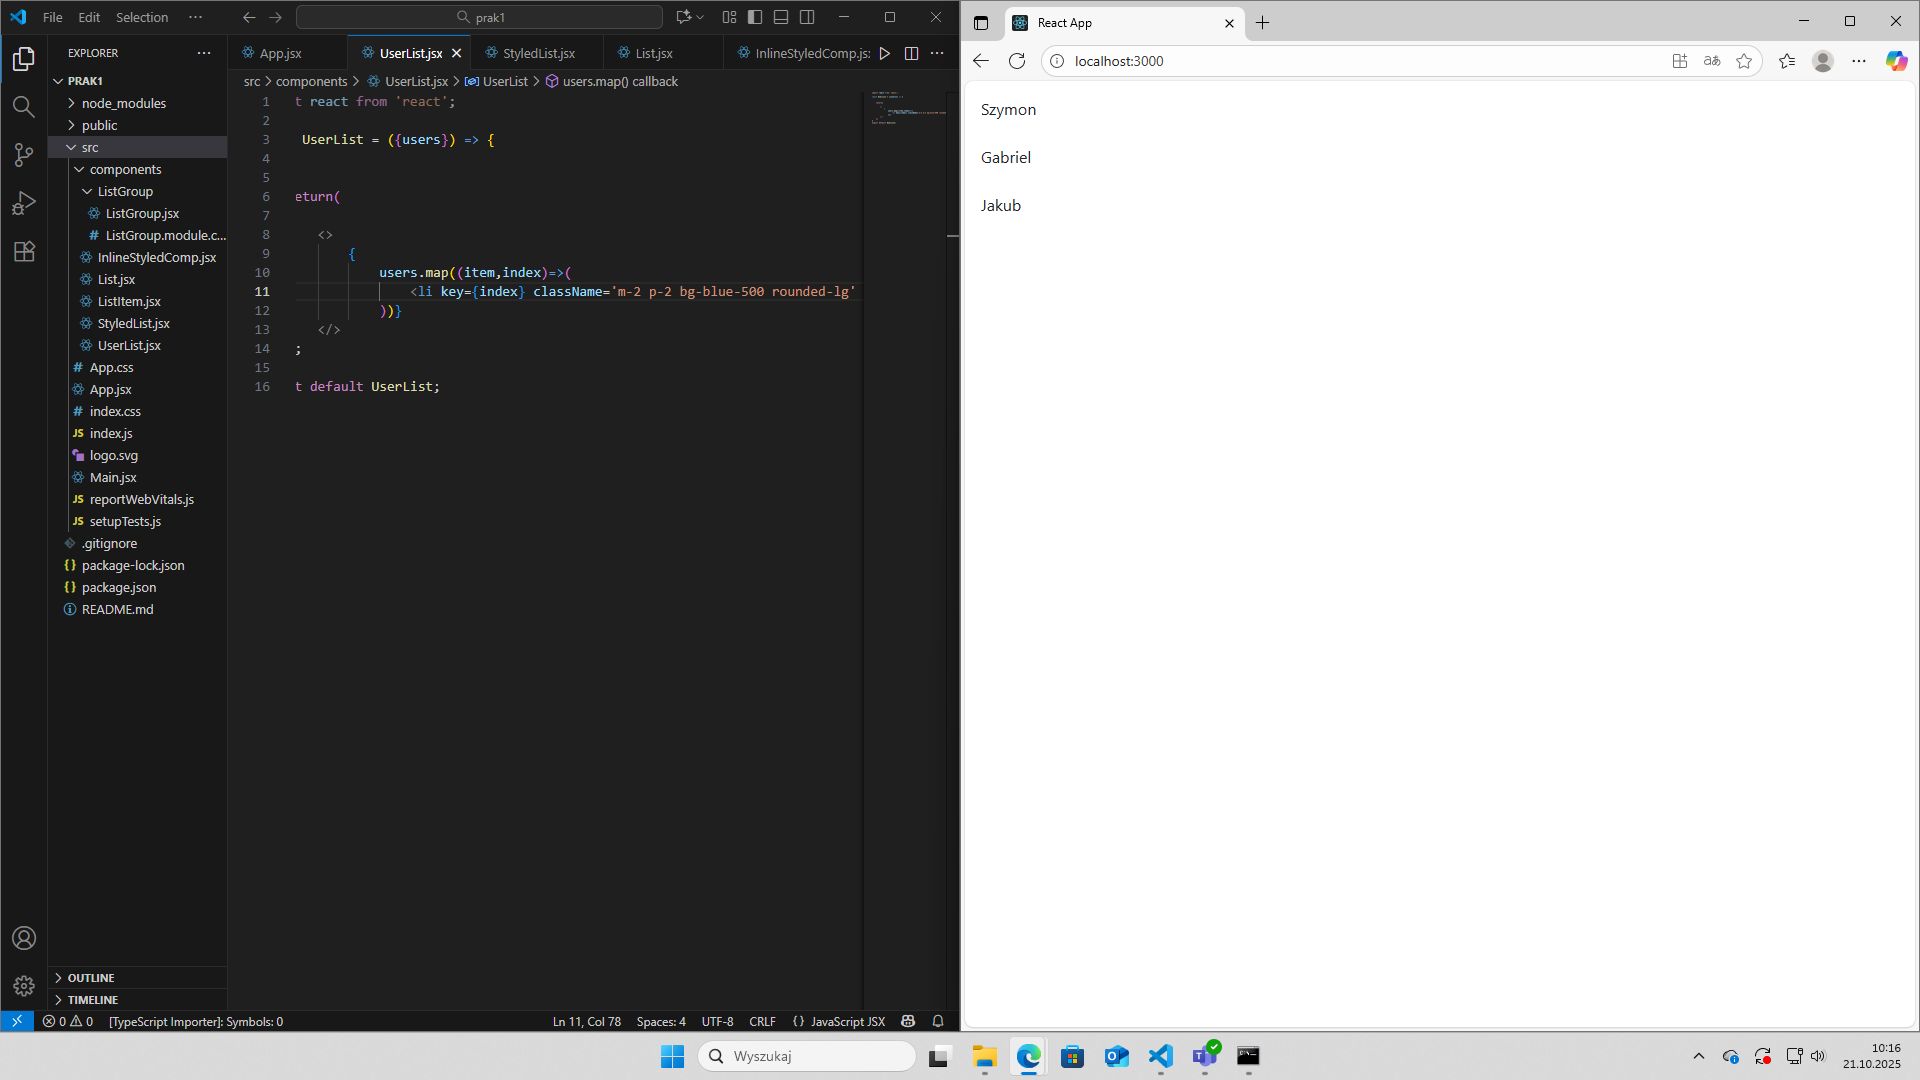 File Edit Selection ···
prak1
EXPLORER
PRAK1
node_modules
public
src
components
ListGroup
ListGroup.jsx
# ListGroup.module.c...
InlineStyledComp.jsx
List.jsx
ListItem.jsx
StyledList.jsx
UserList.jsx
# App.css
App.jsx
# index.css
JS index.js
logo.svg
Main.jsx
JS reportWebVitals.js
JS setupTests.js
.gitignore
{} package-lock.json
{} package.json
README.md
OUTLINE
TIMELINE
App.jsx
UserList.jsx
StyledList.jsx
List.jsx
InlineStyledComp.js
src > components > UserList.jsx > UserList > users.map() callback
1 t react from 'react';
2
3 UserList = ({users}) => {
4
5
6 eturn(
7
8 <>
9 {
10 users.map((item,index)=>(
11 <li key={index} className='m-2 p-2 bg-blue-500 rounded-lg'
12 ))}
13 </>
14 ;
15
16 t default UserList;
0 0 [TypeScript Importer]: Symbols: 0
Ln 11, Col 78 Spaces: 4 UTF-8 CRLF {} JavaScript JSX
React App
localhost:3000
aあ
Szymon
Gabriel
Jakub
Wyszukaj
10:16
21.10.2025